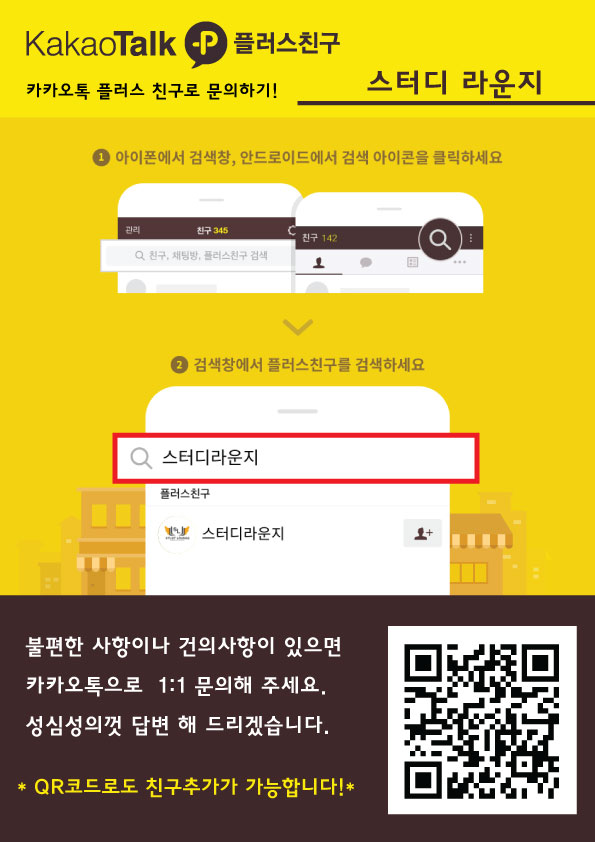 KakaoTalk P 플러스친구
카카오톡 플러스 친구로 문의하기!
스터디 라운지
1 아이폰에서 검색창, 안드로이드에서 검색 아이콘을 클릭하세요
관리 친구 345
친구, 채팅방, 플러스친구 검색
친구 142
2 검색창에서 플러스친구를 검색하세요
스터디라운지
플러스친구
스터디라운지
불편한 사항이나 건의사항이 있으면
카카오톡으로 1:1 문의해 주세요.
성심성의껏 답변 해 드리겠습니다.
* QR코드로도 친구추가가 가능합니다!*